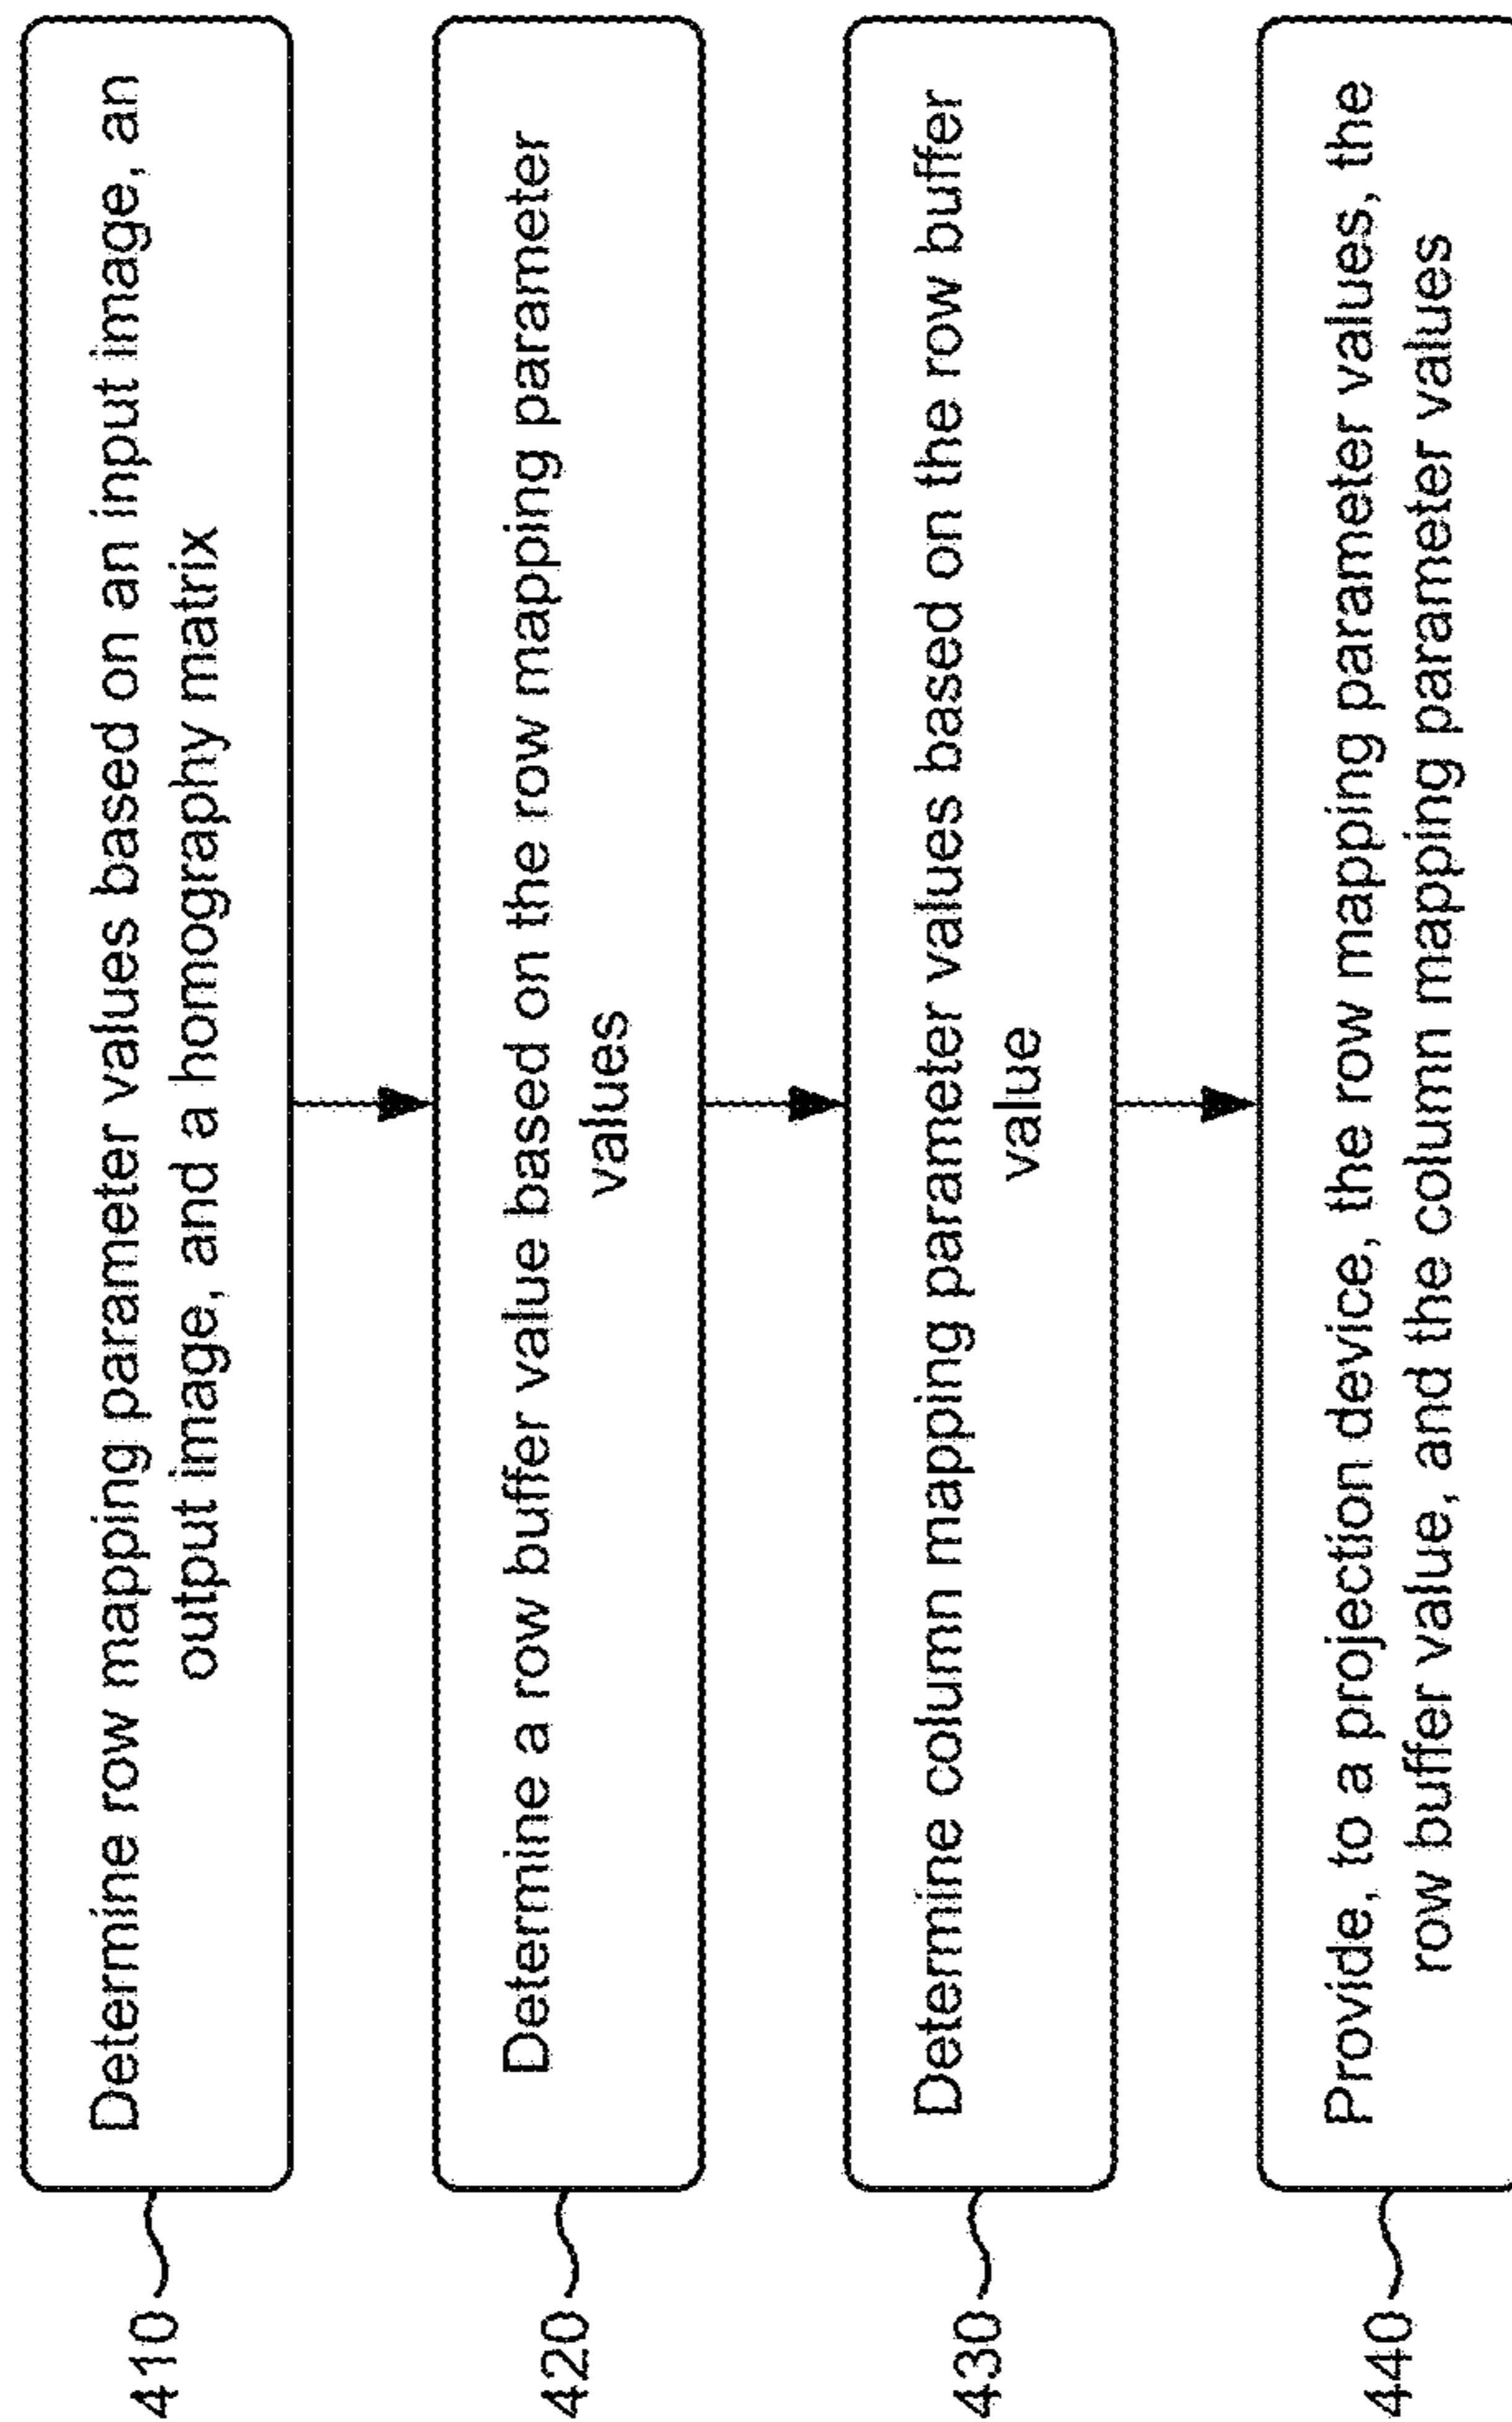 410
Determine row mapping parameter values based on an input image, an
output image, and a homography matrix
420
Determine a row buffer value based on the row mapping parameter
values
430
Determine column mapping parameter values based on the row buffer
value
440
Provide, to a projection device, the row mapping parameter values, the
row buffer value, and the column mapping parameter values